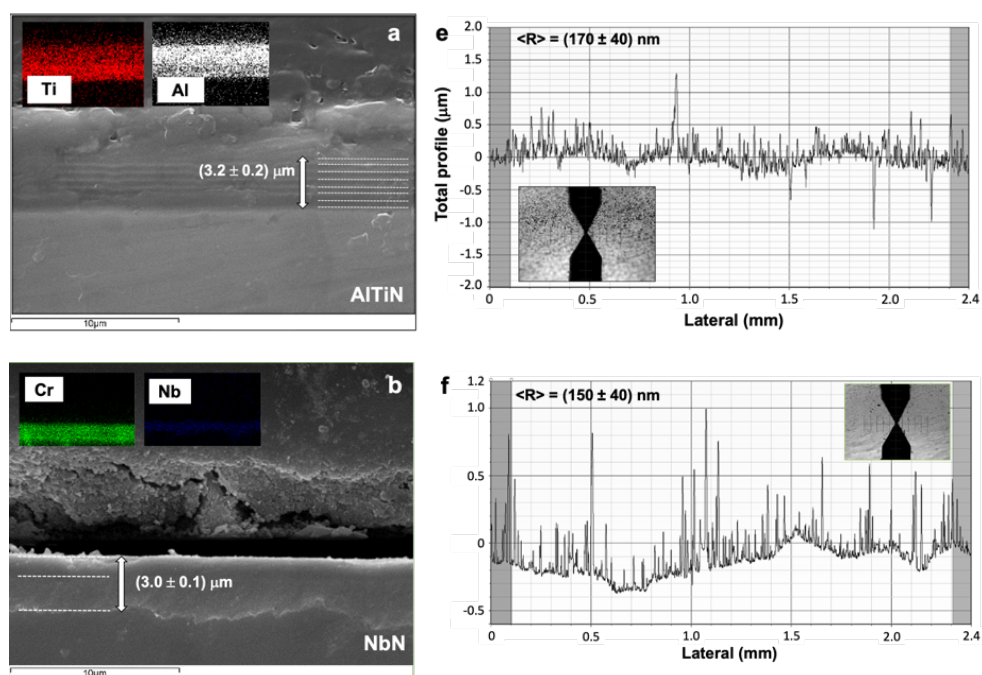 a
Ti
Al
(3.2 ± 0.2) μm
AlTiN
10μm
e
<R> = (170 ± 40) nm
Total profile (μm)
2.0
1.5
1.0
0.5
0
-0.5
-1.0
-1.5
-2.0
0
0.5
1.0
1.5
2.0
2.4
Lateral (mm)
b
Cr
Nb
(3.0 ± 0.1) μm
NbN
10μm
f
<R> = (150 ± 40) nm
1.2
1.0
0.5
0
-0.5
0
0.5
1.0
1.5
2.0
2.4
Lateral (mm)